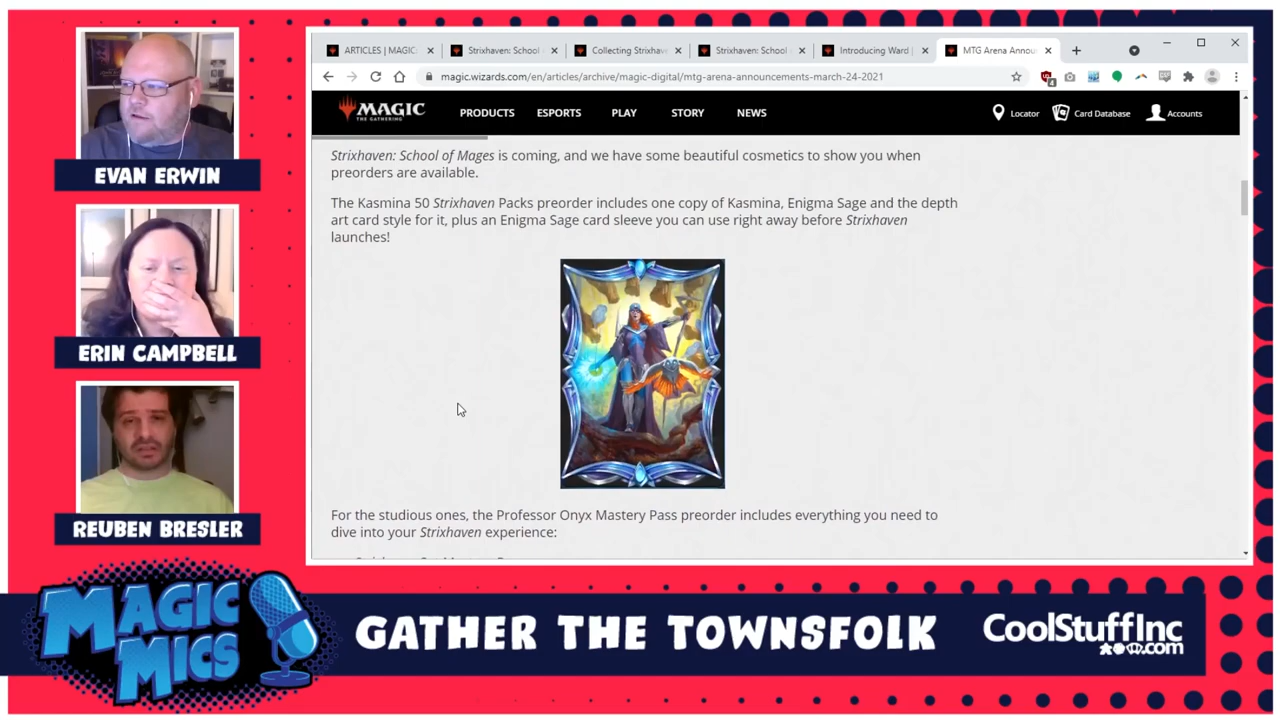 EVAN ERWIN
ERIN CAMPBELL
REUBEN BRESLER
ARTICLES | MAGIC:
Strixhaven: School
Collecting Strixhave
Strixhaven: School
Introducing Ward |
MTG Arena Annou
magic.wizards.com/en/articles/archive/magic-digital/mtg-arena-announcements-march-24-2021
MAGIC
THE GATHERING
PRODUCTS
ESPORTS
PLAY
STORY
NEWS
Locator
Card Database
Accounts
Strixhaven: School of Mages is coming, and we have some beautiful cosmetics to show you when
preorders are available.
The Kasmina 50 Strixhaven Packs preorder includes one copy of Kasmina, Enigma Sage and the depth
art card style for it, plus an Enigma Sage card sleeve you can use right away before Strixhaven
launches!
For the studious ones, the Professor Onyx Mastery Pass preorder includes everything you need to
dive into your Strixhaven experience:
MAGIC
MICS
GATHER THE TOWNSFOLK
CoolStuffInc
.com